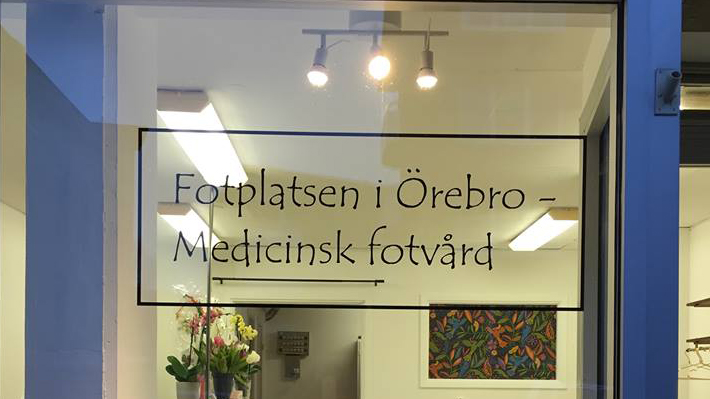 Fotplatsen i Örebro -
Medicinsk fotvård